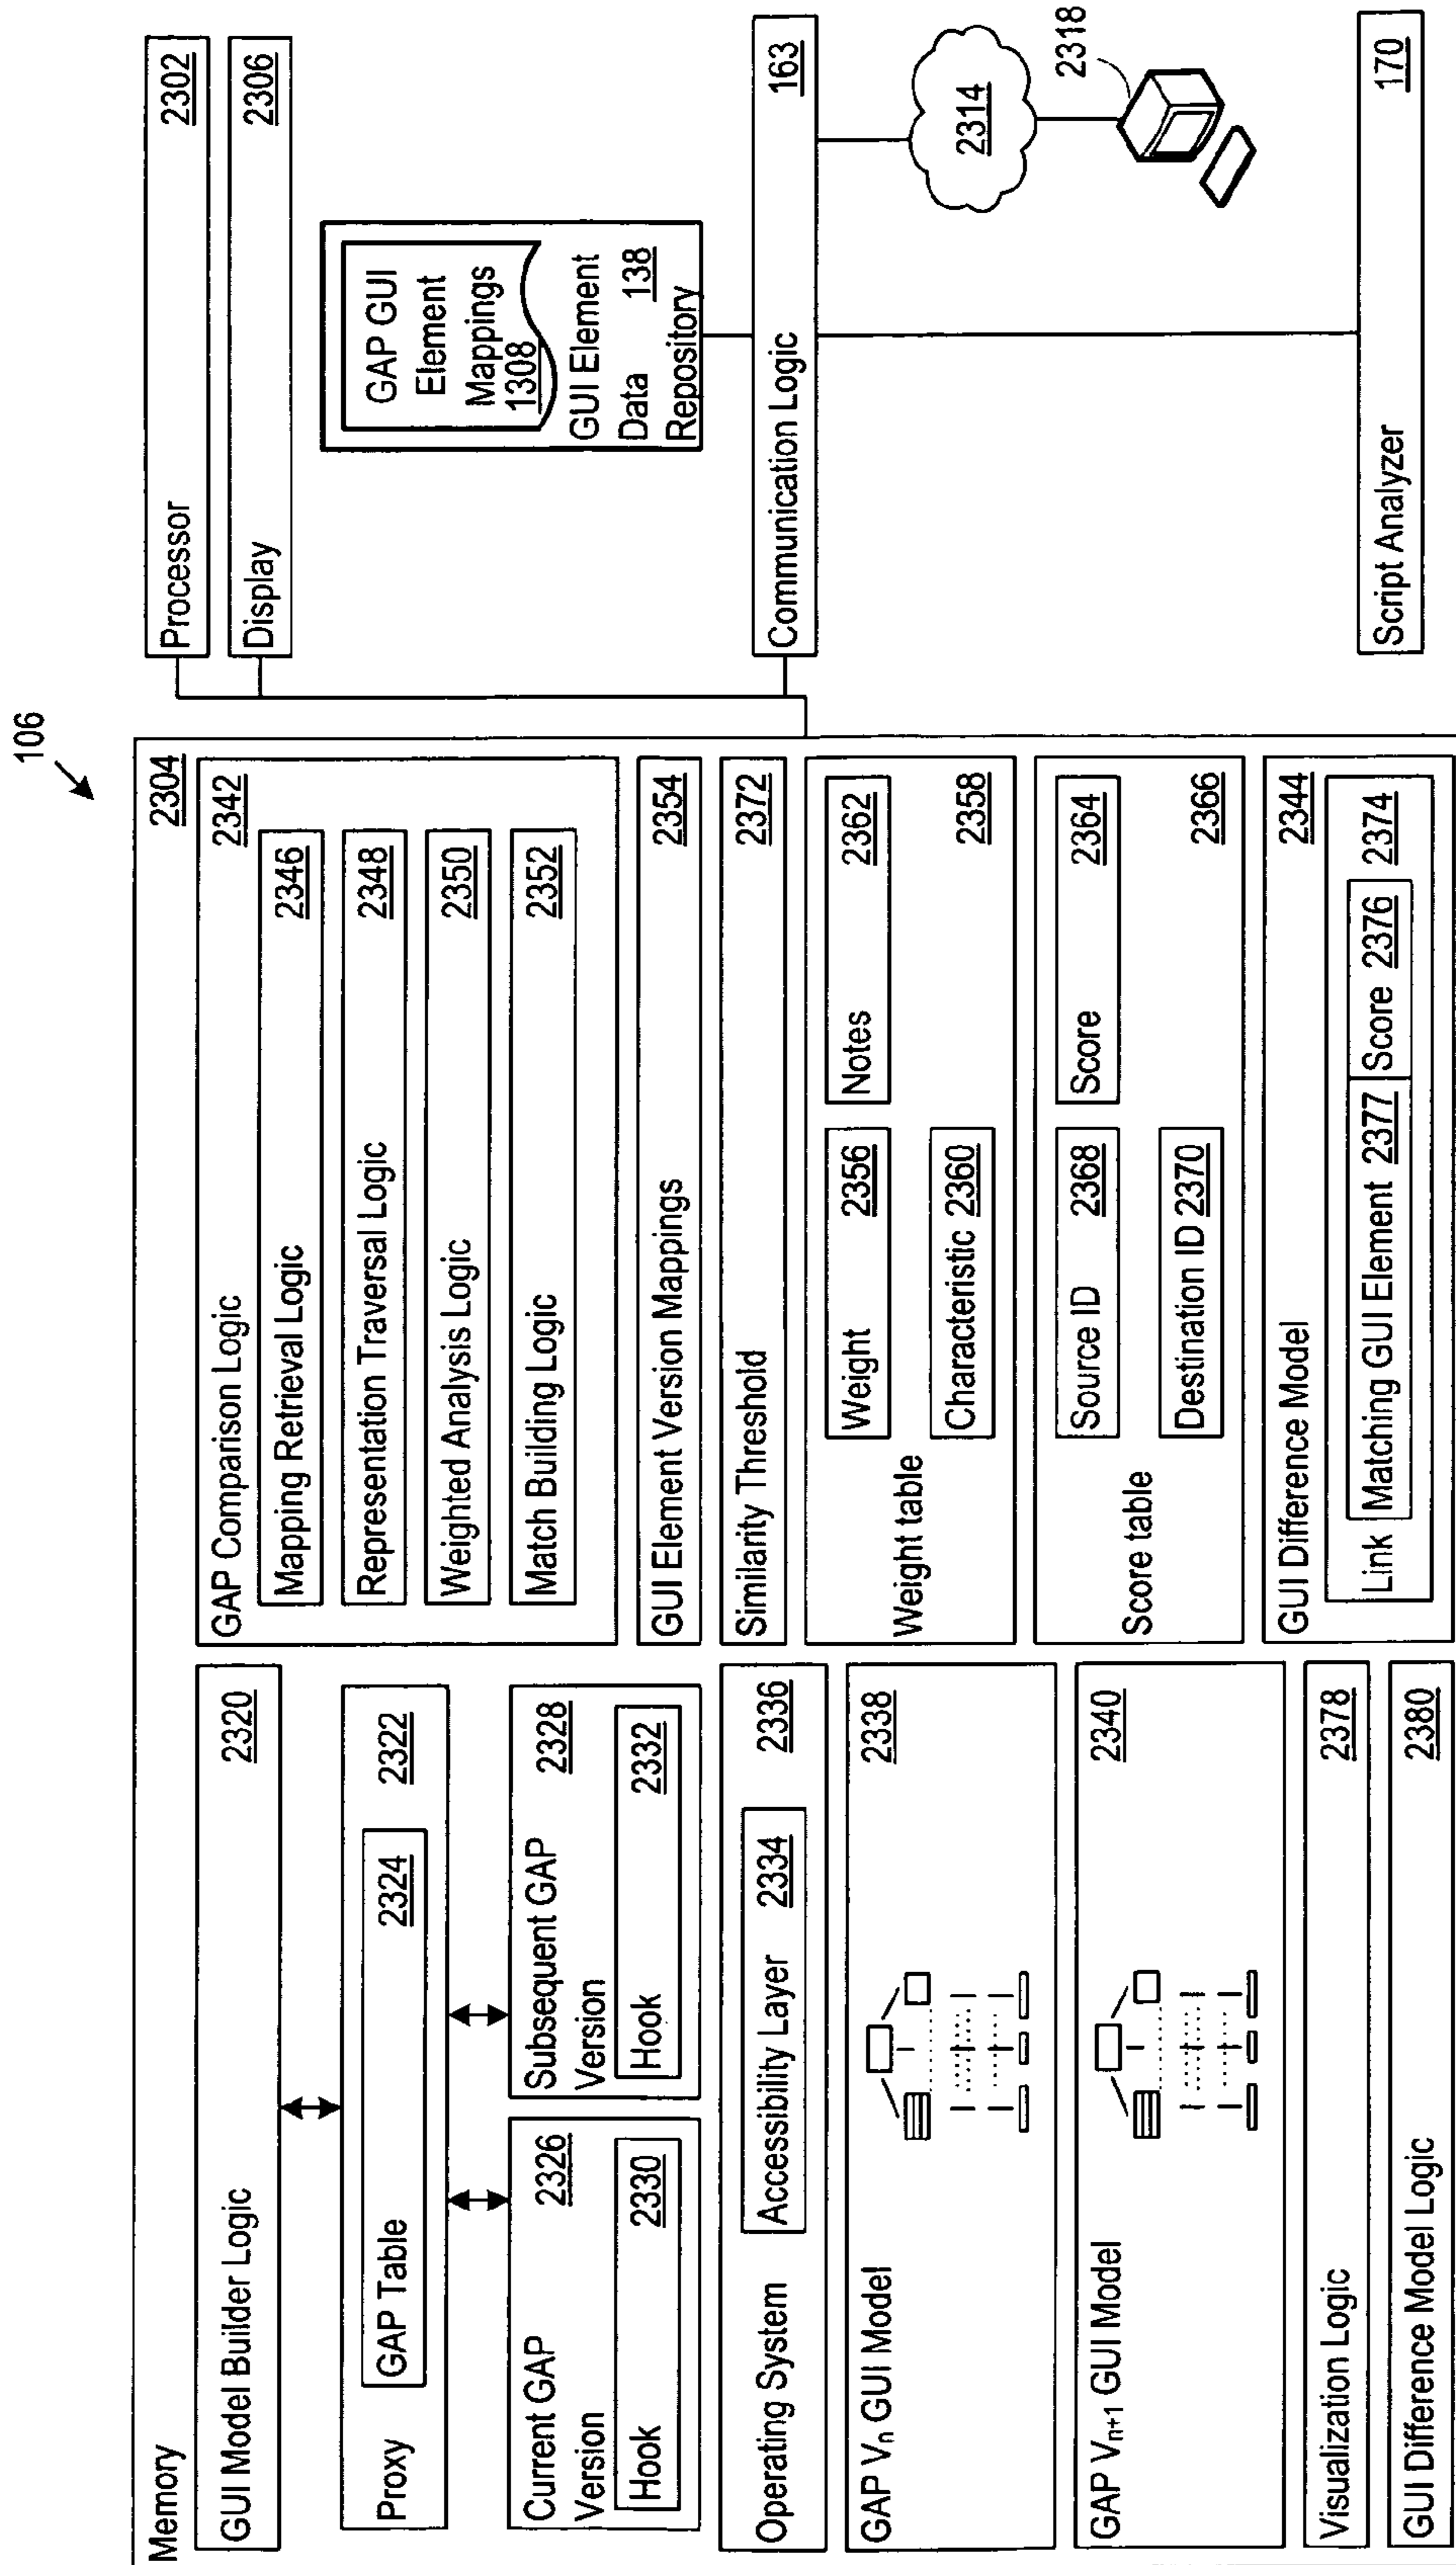 106
Memory 2304
GUI Model Builder Logic 2320
Proxy 2322
GAP Table 2324
Current GAP 2326
Version
Hook 2330
Subsequent GAP 2328
Version
Hook 2332
Operating System 2336
Accessibility Layer 2334
GAP Vn GUI Model 2338
GAP Vn+1 GUI Model 2340
Visualization Logic 2378
GUI Difference Model Logic 2380
GAP Comparison Logic 2342
Mapping Retrieval Logic 2346
Representation Traversal Logic 2348
Weighted Analysis Logic 2350
Match Building Logic 2352
GUI Element Version Mappings 2354
Similarity Threshold 2372
Weight table 2358
Weight 2356
Notes 2362
Characteristic 2360
Score table 2366
Source ID 2368
Score 2364
Destination ID 2370
GUI Difference Model 2344
Link Matching GUI Element 2377 Score 2376 2374
Processor 2302
Display 2306
GAP GUI
Element
Mappings
1308
GUI Element
Data 138
Repository
Communication Logic 163
2314
2318
Script Analyzer 170